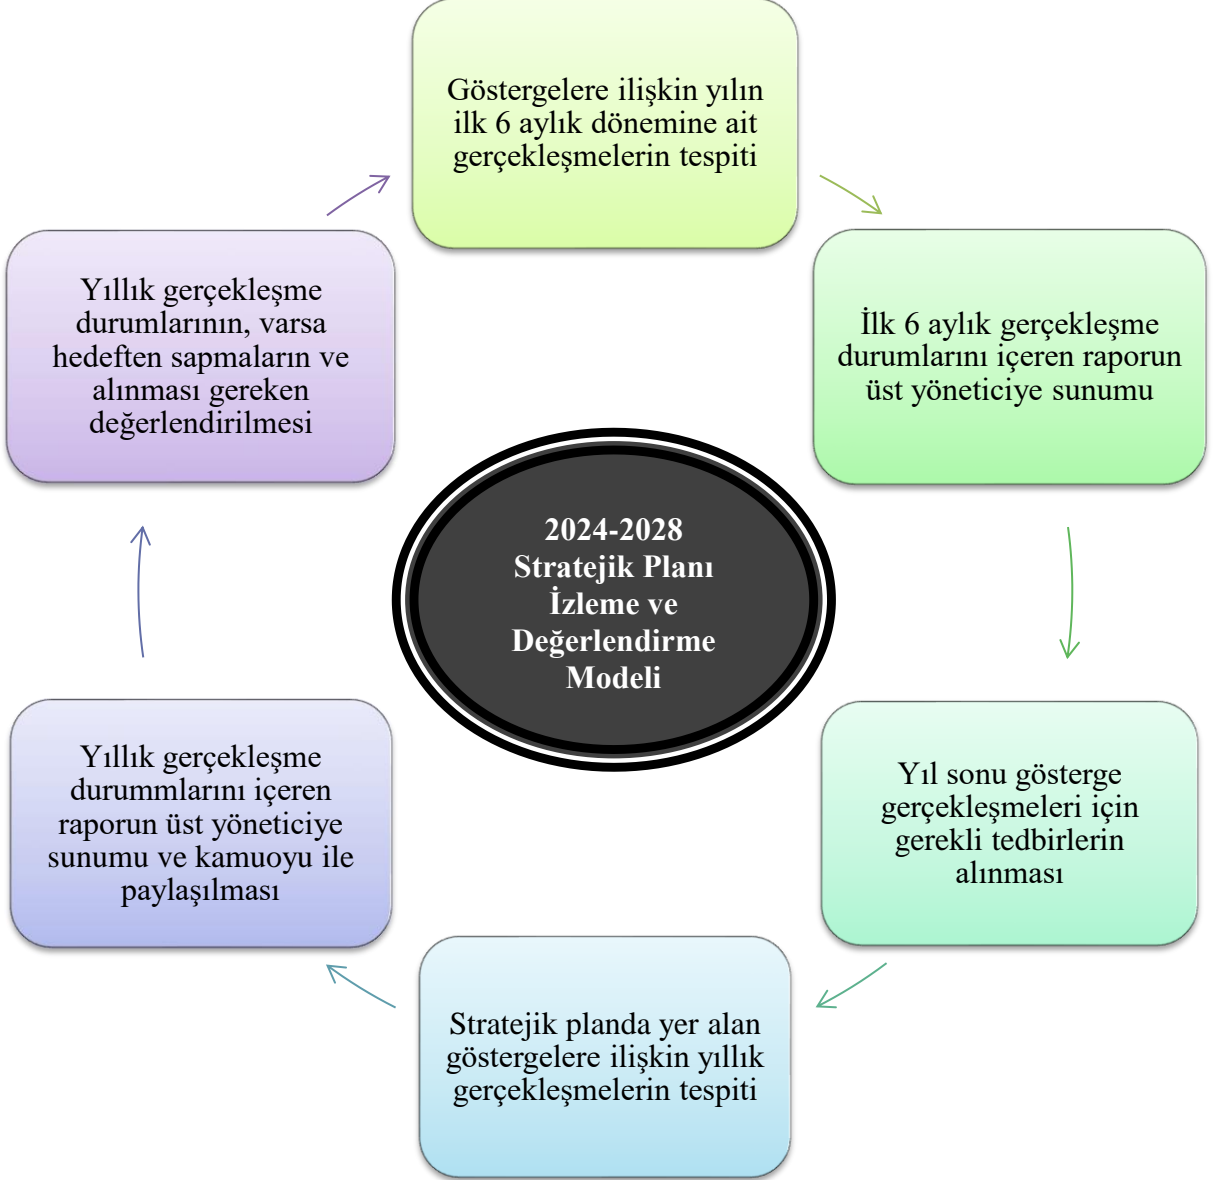 Göstergelere ilişkin yılın
ilk 6 aylık dönemine ait
gerçekleşmelerin tespiti
İlk 6 aylık gerçekleşme
durumlarını içeren raporun
üst yöneticiye sunumu
Yıl sonu gösterge
gerçekleşmeleri için
gerekli tedbirlerin
alınması
Stratejik planda yer alan
göstergelere ilişkin yıllık
gerçekleşmelerin tespiti
Yıllık gerçekleşme
durummlarını içeren
raporun üst yöneticiye
sunumu ve kamuoyu ile
paylaşılması
Yıllık gerçekleşme
durumlarının, varsa
hedeften sapmaların ve
alınması gereken
değerlendirilmesi
2024-2028
Stratejik Planı
İzleme ve
Değerlendirme
Modeli